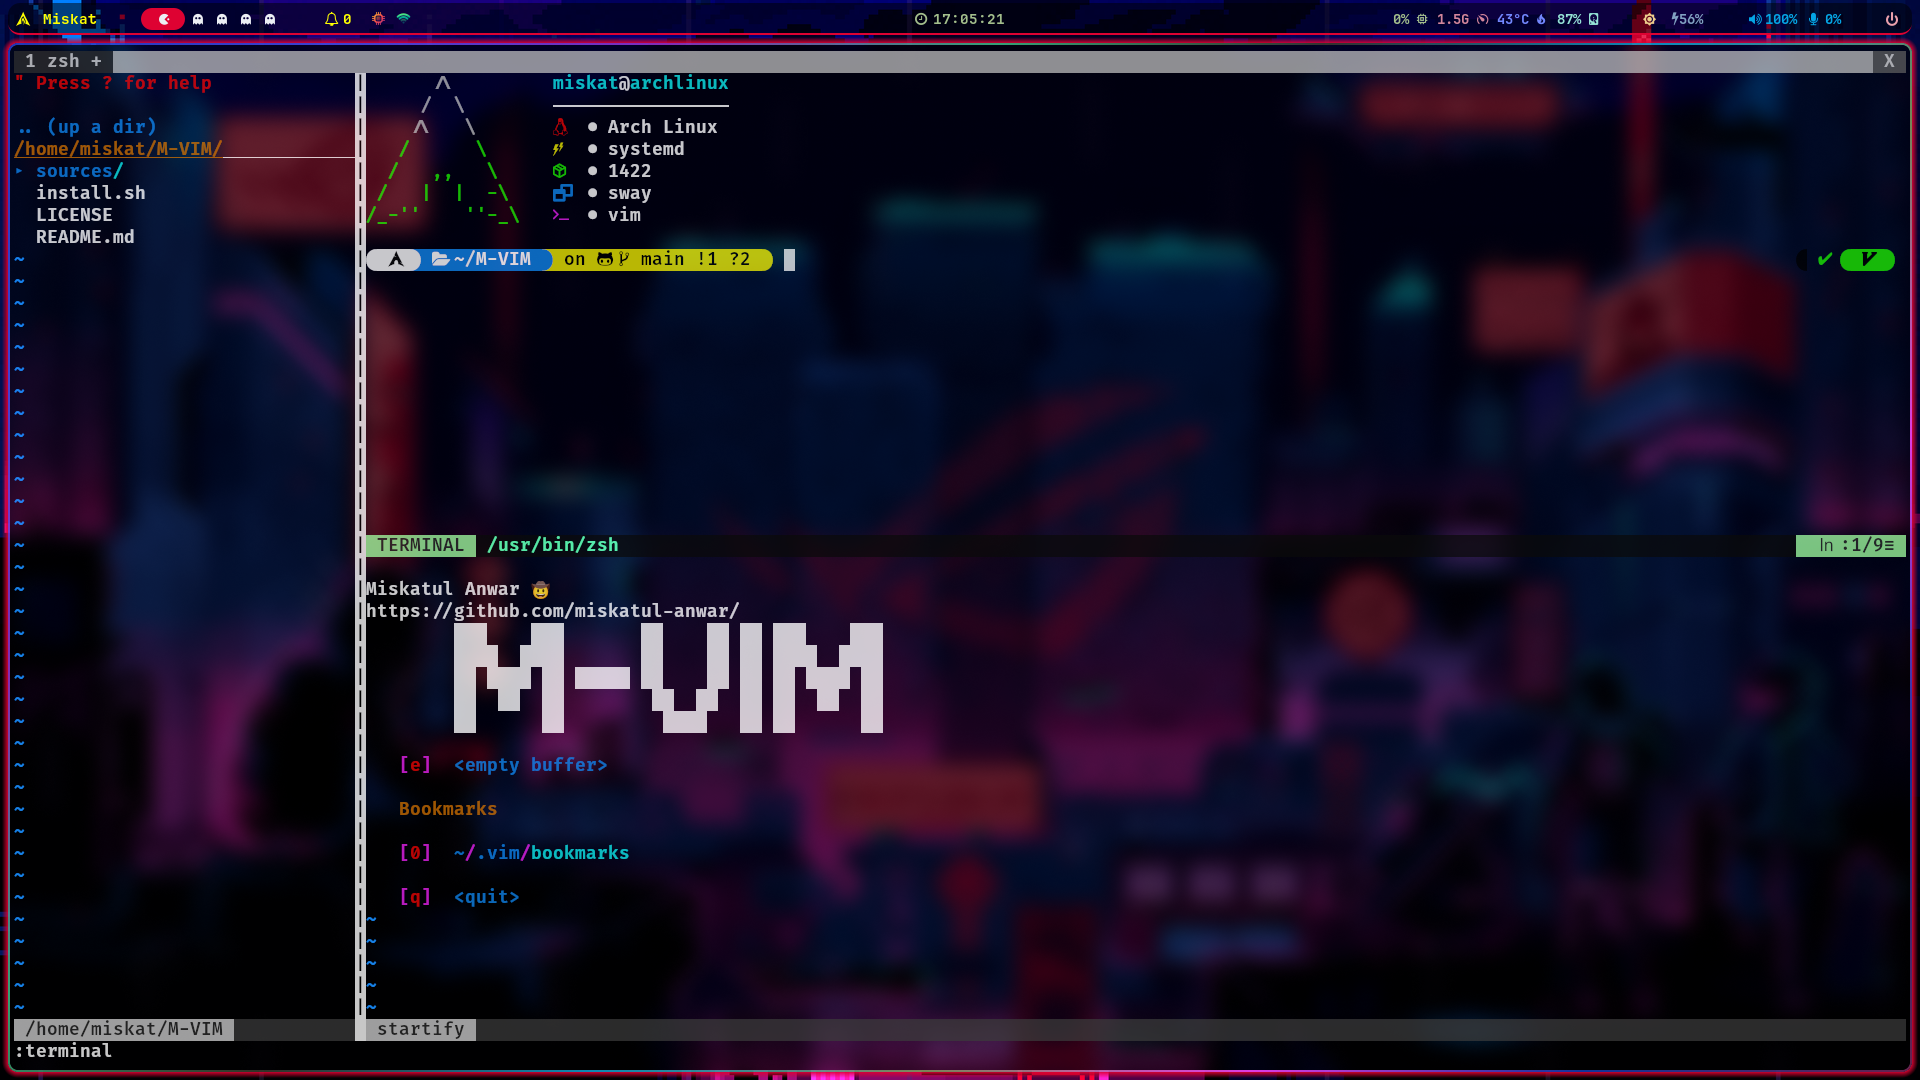 Miskat 0 17:05:21 0% 1.5G 43°C 87% 56% 100% 0%
1 zsh + X
" Press ? for help
.. (up a dir)
/home/miskat/M-VIM/
▸ sources/
install.sh
LICENSE
README.md
miskat@archlinux
● Arch Linux
● systemd
● 1422
● sway
● vim
~/M-VIM on main !1 ?2
TERMINAL /usr/bin/zsh ln :1/9≡
Miskatul Anwar 🤠
https://github.com/miskatul-anwar/
M-VIM
[e] <empty buffer>
Bookmarks
[0] ~/.vim/bookmarks
[q] <quit>
/home/miskat/M-VIM startify
:terminal